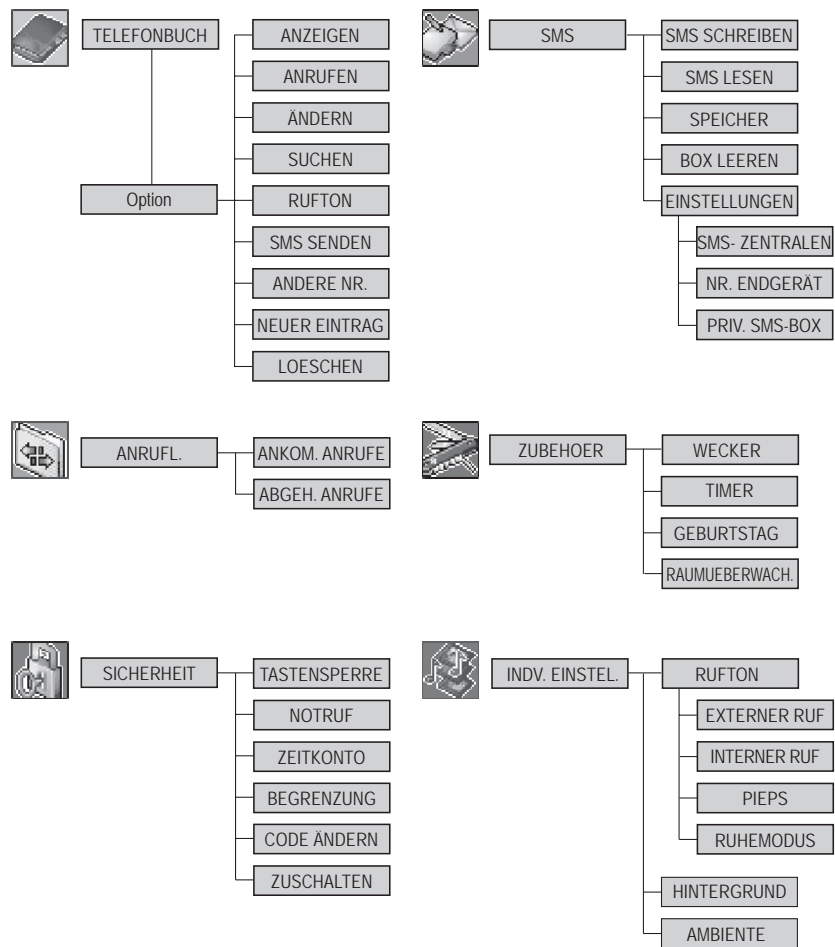 TELEFONBUCH
Option
ANZEIGEN
ANRUFEN
ÄNDERN
SUCHEN
RUFTON
SMS SENDEN
ANDERE NR.
NEUER EINTRAG
LOESCHEN
SMS
SMS SCHREIBEN
SMS LESEN
SPEICHER
BOX LEEREN
EINSTELLUNGEN
SMS- ZENTRALEN
NR. ENDGERÄT
PRIV. SMS-BOX
ANRUFL.
ANKOM. ANRUFE
ABGEH. ANRUFE
ZUBEHOER
WECKER
TIMER
GEBURTSTAG
RAUMUEBERWACH.
SICHERHEIT
TASTENSPERRE
NOTRUF
ZEITKONTO
BEGRENZUNG
CODE ÄNDERN
ZUSCHALTEN
INDV. EINSTEL.
RUFTON
EXTERNER RUF
INTERNER RUF
PIEPS
RUHEMODUS
HINTERGRUND
AMBIENTE